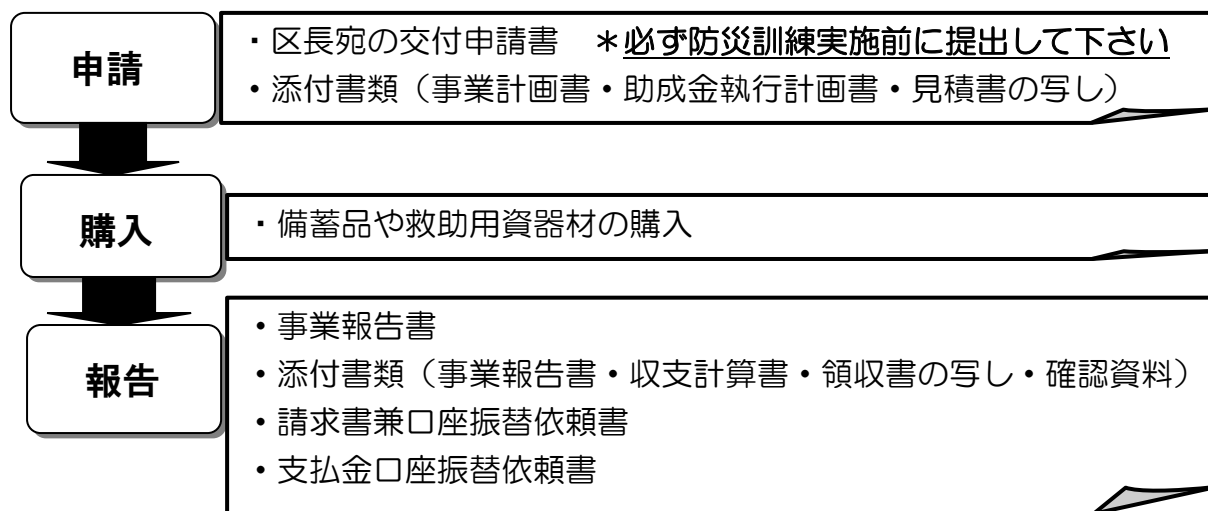 申請
・区長宛の交付申請書　＊必ず防災訓練実施前に提出して下さい
・添付書類（事業計画書・助成金執行計画書・見積書の写し）
購入
・備蓄品や救助用資器材の購入
報告
・事業報告書
・添付書類（事業報告書・収支計算書・領収書の写し・確認資料）
・請求書兼口座振替依頼書
・支払金口座振替依頼書